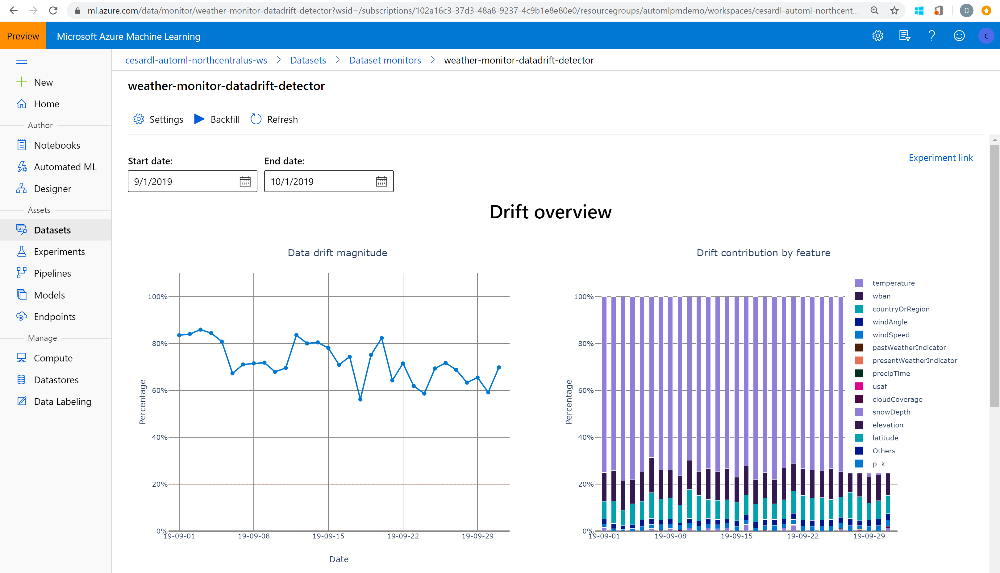 ml.azure.com/data/monitor/weather-monitor-datadrift-detector?wsid=/subscriptions/102a16c3-37d3-48a8-9237-4c9b1e8e80e0/resourcegroups/automlpmdemo/workspaces/cesardl-automl-northcent...
C
Preview
Microsoft Azure Machine Learning
C
cesardl-automl-northcentralus-ws > Datasets > Dataset monitors > weather-monitor-datadrift-detector
New
Home
Author
Notebooks
Automated ML
Designer
Assets
Datasets
Experiments
Pipelines
Models
Endpoints
Manage
Compute
Datastores
Data Labeling
weather-monitor-datadrift-detector
Settings Backfill Refresh
Start date: End date:
9/1/2019 10/1/2019
Experiment link
Drift overview
Data drift magnitude
100%
80%
60%
40%
20%
0%
Percentage
19-09-01 19-09-08 19-09-15 19-09-22 19-09-29
Date
Drift contribution by feature
100%
80%
60%
40%
20%
0%
Percentage
19-09-01 19-09-08 19-09-15 19-09-22 19-09-29
temperature
wban
countryOrRegion
windAngle
windSpeed
pastWeatherIndicator
presentWeatherIndicator
precipTime
usaf
cloudCoverage
snowDepth
elevation
latitude
Others
p_k